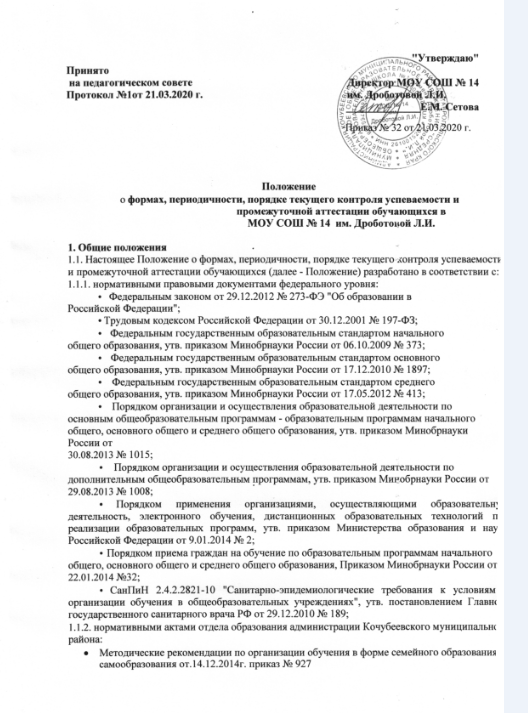 "Утверждаю"
Принято
на педагогическом совете Директор МОУ СОШ № 14
Протокол №1от 21.03.2020 г. им. Дроботовой Л.И.
Е.М. Сетова
Приказ № 32 от 21.03.2020 г.
Положение
о формах, периодичности, порядке текущего контроля успеваемости и
промежуточной аттестации обучающихся в
МОУ СОШ № 14 им. Дроботовой Л.И.
1. Общие положения
1.1. Настоящее Положение о формах, периодичности, порядке текущего контроля успеваемости
и промежуточной аттестации обучающихся (далее - Положение) разработано в соответствии с:
1.1.1. нормативными правовыми документами федерального уровня:
• Федеральным законом от 29.12.2012 № 273-ФЭ "Об образовании в
Российской Федерации";
• Трудовым кодексом Российской Федерации от 30.12.2001 № 197-ФЗ;
• Федеральным государственным образовательным стандартом начального
общего образования, утв. приказом Минобрнауки России от 06.10.2009 № 373;
• Федеральным государственным образовательным стандартом основного
общего образования, утв. приказом Минобрнауки России от 17.12.2010 № 1897;
• Федеральным государственным образовательным стандартом среднего
общего образования, утв. приказом Минобрнауки России от 17.05.2012 № 413;
• Порядком организации и осуществления образовательной деятельности по
основным общеобразовательным программам - образовательным программам начального
общего, основного общего и среднего общего образования, утв. приказом Минобрнауки
России от
30.08.2013 № 1015;
• Порядком организации и осуществления образовательной деятельности по
дополнительным общеобразовательным программам, утв. приказом Минобрнауки России от
29.08.2013 № 1008;
• Порядком применения организациями, осуществляющими образовательну
деятельность, электронного обучения, дистанционных образовательных технологий п
реализации образовательных программ, утв. приказом Министерства образования и нау
Российской Федерации от 9.01.2014 № 2;
• Порядком приема граждан на обучение по образовательным программам начального
общего, основного общего и среднего общего образования, Приказом Минобрнауки России от
22.01.2014 №32;
• СанПиН 2.4.2.2821-10 "Санитарно-эпидемиологические требования к условиям
организации обучения в общеобразовательных учреждениях", утв. постановлением Главно
государственного санитарного врача РФ от 29.12.2010 № 189;
1.1.2. нормативными актами отдела образования администрации Кочубеевского муниципально
района:
• Методические рекомендации по организации обучения в форме семейного образования
самообразования от.14.12.2014г. приказ № 927